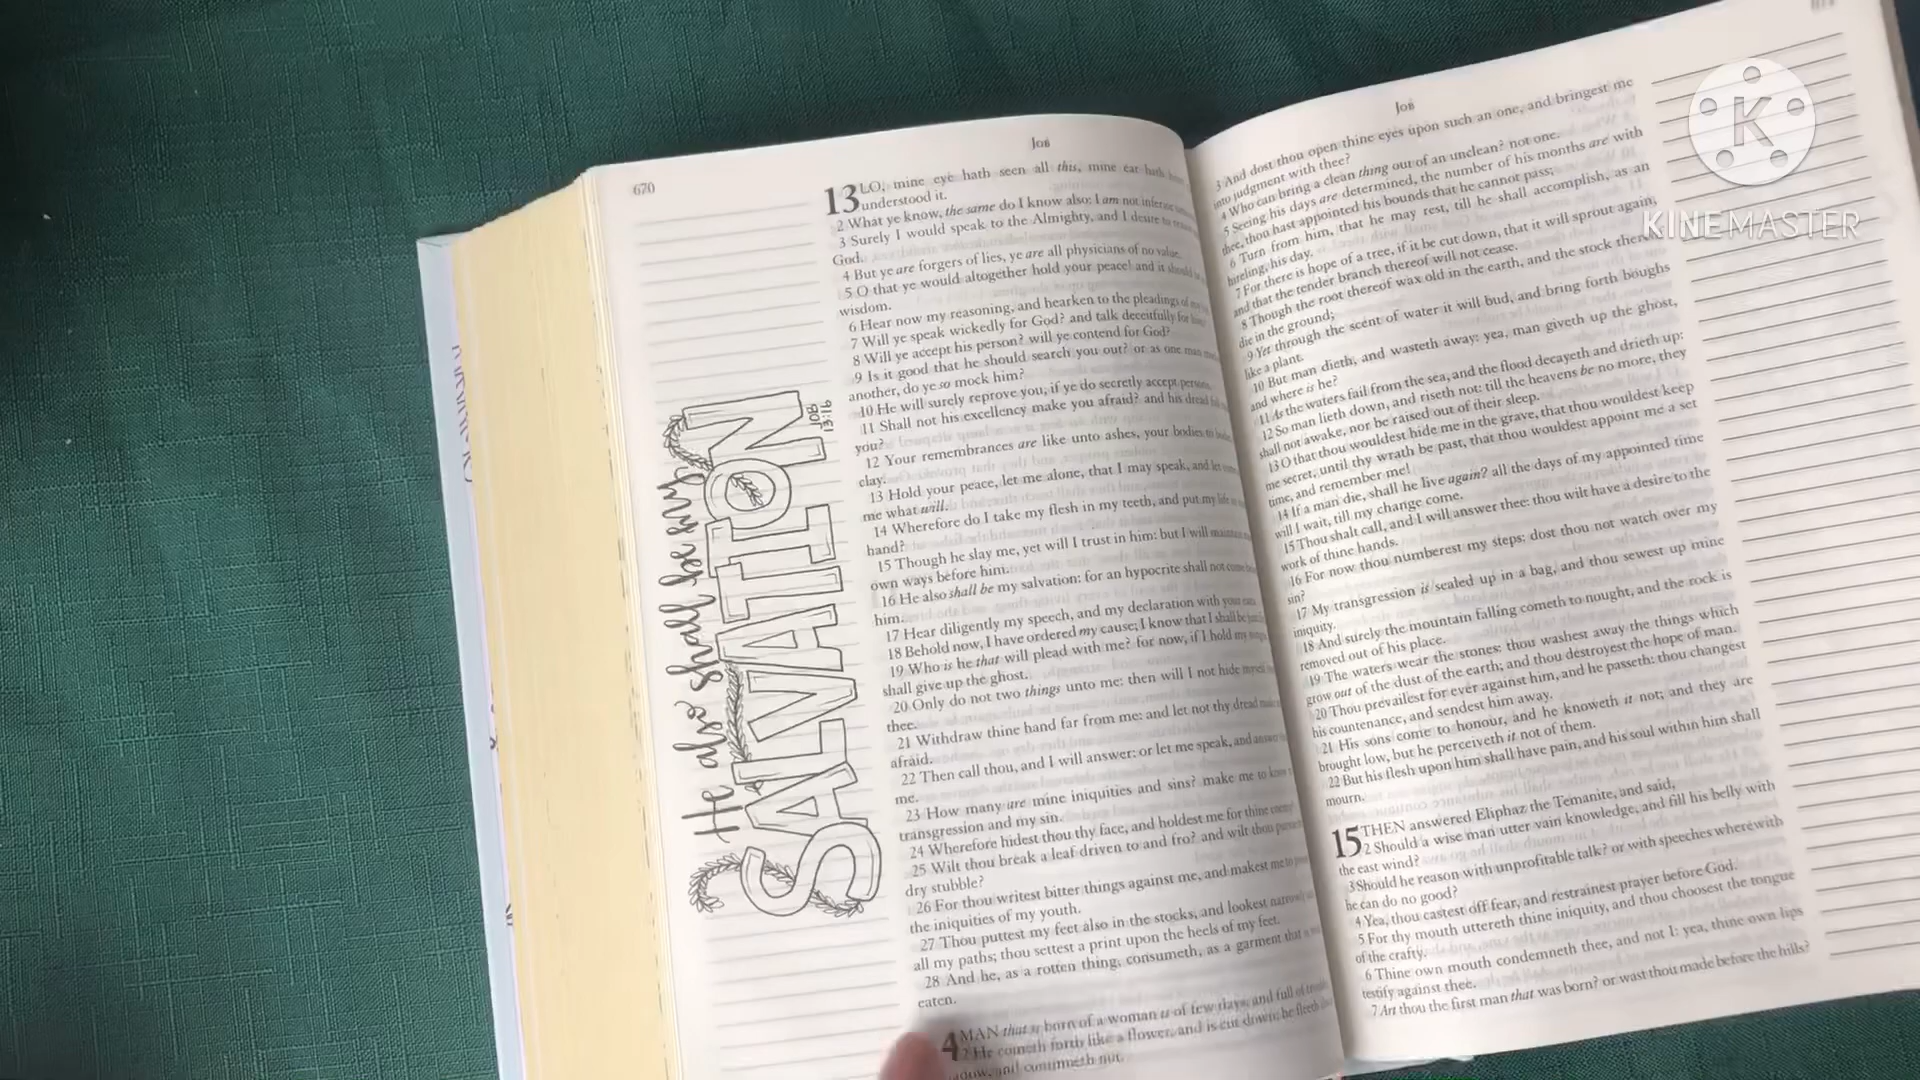 670
JOB
13 LO, mine eye hath seen all this, mine ear hath
understood it.
2 What ye know, the same do I know also: I am not inferior
3 Surely I would speak to the Almighty, and I desire to
God.
4 But ye are forgers of lies, ye are all physicians of no value.
5 O that ye would altogether hold your peace! and it should
wisdom.
6 Hear now my reasoning, and hearken to the pleadings of
7 Will ye speak wickedly for God? and talk deceitfully for
8 Will ye accept his person? will ye contend for God?
9 Is it good that he should search you out? or as one man
another, do ye so mock him?
10 He will surely reprove you, if ye do secretly accept
11 Shall not his excellency make you afraid? and his dread
you?
12 Your remembrances are like unto ashes, your bodies to
clay.
13 Hold your peace, let me alone, that I may speak, and let
me what will.
14 Wherefore do I take my flesh in my teeth, and put my life
hand?
15 Though he slay me, yet will I trust in him: but I will
own ways before him.
16 He also shall be my salvation: for an hypocrite shall not
him.
17 Hear diligently my speech, and my declaration with your
18 Behold now, I have ordered my cause; I know that I shall be
19 Who is he that will plead with me? for now, if I hold my
shall give up the ghost.
20 Only do not two things unto me: then will I not hide
thee.
21 Withdraw thine hand far from me: and let not thy dread
afraid.
22 Then call thou, and I will answer: or let me speak, and
me.
23 How many are mine iniquities and sins? make me to know
transgression and my sin.
24 Wherefore hidest thou thy face, and holdest me for thine enemy?
25 Wilt thou break a leaf driven to and fro? and wilt thou
dry stubble?
26 For thou writest bitter things against me, and makest me to
the iniquities of my youth.
27 Thou puttest my feet also in the stocks, and lookest
all my paths; thou settest a print upon the heels of my feet.
28 And he, as a rotten thing, consumeth, as a garment that
eaten.
4 MAN that is born of a woman is of few days, and full of
2 He cometh forth like a flower, and is cut down: he fleeth
and continueth not.
He also shall be my
SALVATION
JOB
13:16
JOB
3 And dost thou open thine eyes upon such an one, and bringest me
into judgment with thee?
4 Who can bring a clean thing out of an unclean? not one.
5 Seeing his days are determined, the number of his months are with
thee, thou hast appointed his bounds that he cannot pass;
6 Turn from him, that he may rest, till he shall accomplish, as an
hireling, his day.
7 For there is hope of a tree, if it be cut down, that it will sprout again,
and that the tender branch thereof will not cease.
8 Though the root thereof wax old in the earth, and the stock
die in the ground;
9 Yet through the scent of water it will bud, and bring forth boughs
like a plant.
10 But man dieth, and wasteth away: yea, man giveth up the ghost,
and where is he?
11 As the waters fail from the sea, and the flood decayeth and drieth up:
12 So man lieth down, and riseth not: till the heavens be no more, they
shall not awake, nor be raised out of their sleep.
13 O that thou wouldest hide me in the grave, that thou wouldest keep
me secret, until thy wrath be past, that thou wouldest appoint me a set
time, and remember me!
14 If a man die, shall he live again? all the days of my appointed time
will I wait, till my change come.
15 Thou shalt call, and I will answer thee: thou wilt have a desire to the
work of thine hands.
16 For now thou numberest my steps: dost thou not watch over my
sin?
17 My transgression is sealed up in a bag, and thou sewest up mine
iniquity.
18 And surely the mountain falling cometh to nought, and the rock is
removed out of his place.
19 The waters wear the stones: thou washest away the things which
grow out of the dust of the earth; and thou destroyest the hope of man.
20 Thou prevailest for ever against him, and he passeth: thou changest
his countenance, and sendest him away.
21 His sons come to honour, and he knoweth it not; and they are
brought low, but he perceiveth it not of them.
22 But his flesh upon him shall have pain, and his soul within him shall
mourn.
15 THEN answered Eliphaz the Temanite, and said,
2 Should a wise man utter vain knowledge, and fill his belly with
the east wind?
3 Should he reason with unprofitable talk? or with speeches wherewith
he can do no good?
4 Yea, thou castest off fear, and restrainest prayer before God.
5 For thy mouth uttereth thine iniquity, and thou choosest the tongue
of the crafty.
6 Thine own mouth condemneth thee, and not I: yea, thine own lips
testify against thee.
7 Art thou the first man that was born? or wast thou made before the hills?
K
KINEMASTER